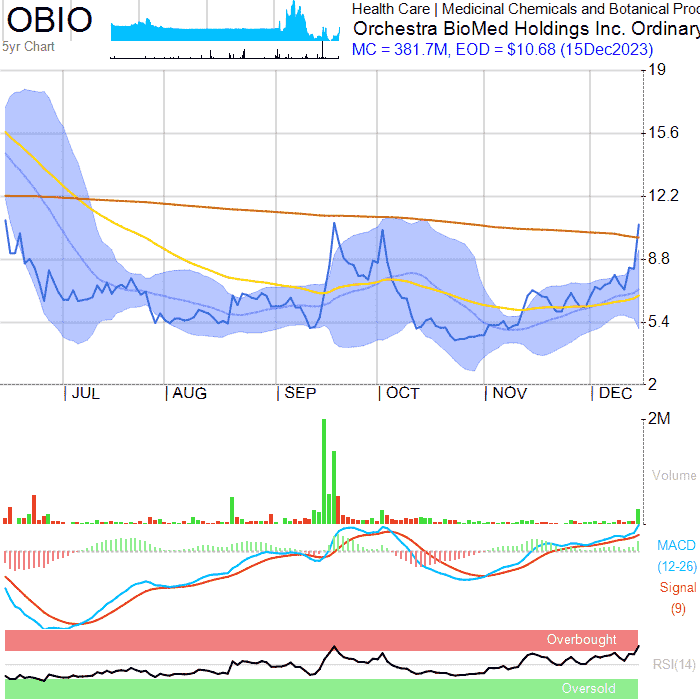 OBIO
5yr Chart
Health Care | Medicinal Chemicals and Botanical Proc
Orchestra BioMed Holdings Inc. Ordinary
MC = 381.7M, EOD = $10.68 (15Dec2023)
19
15.6
12.2
8.8
5.4
2
JUL AUG SEP OCT NOV DEC
2M
Volume
MACD
(12-26)
Signal
(9)
Overbought
RSI(14)
Oversold